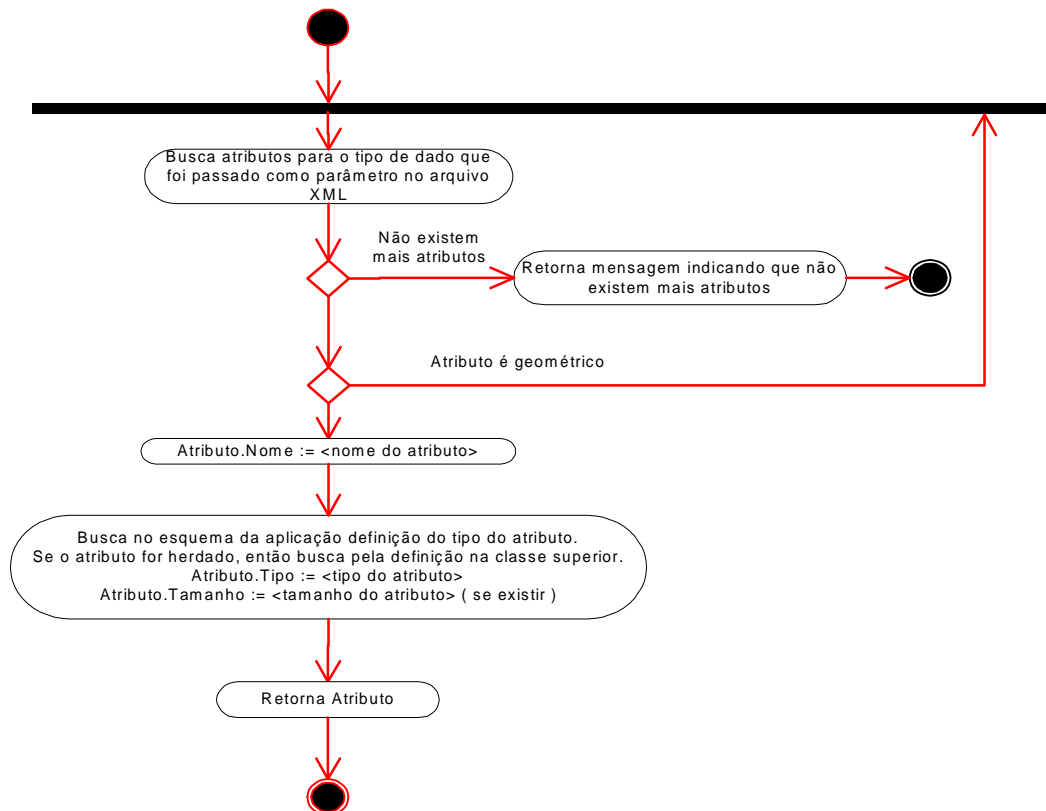 Busca atributos para o tipo de dado que
foi passado como parâmetro no arquivo
XML
Não existem
mais atributos
Retorna mensagem indicando que não
existem mais atributos
Atributo é geométrico
Atributo.Nome := <nome do atributo>
Busca no esquema da aplicação definição do tipo do atributo.
Se o atributo for herdado, então busca pela definição na classe superior.
Atributo.Tipo := <tipo do atributo>
Atributo.Tamanho := <tamanho do atributo> ( se existir )
Retorna Atributo